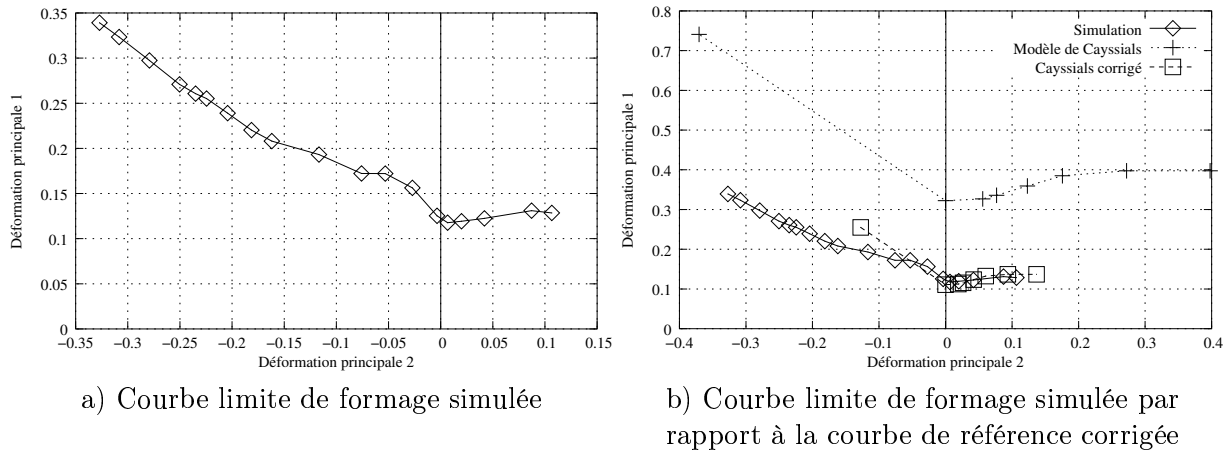 0.35
0.3
0.25
0.2
0.15
0.1
0.05
0
−0.35 −0.3 −0.25 −0.2 −0.15 −0.1 −0.05 0 0.05 0.1 0.15
Déformation principale 1
Déformation principale 2
a) Courbe limite de formage simulée
0.8
0.7
0.6
0.5
0.4
0.3
0.2
0.1
0
−0.4 −0.3 −0.2 −0.1 0 0.1 0.2 0.3 0.4
Déformation principale 1
Déformation principale 2
Simulation
Modèle de Cayssials
Cayssials corrigé
b) Courbe limite de formage simulée par
rapport à la courbe de référence corrigée